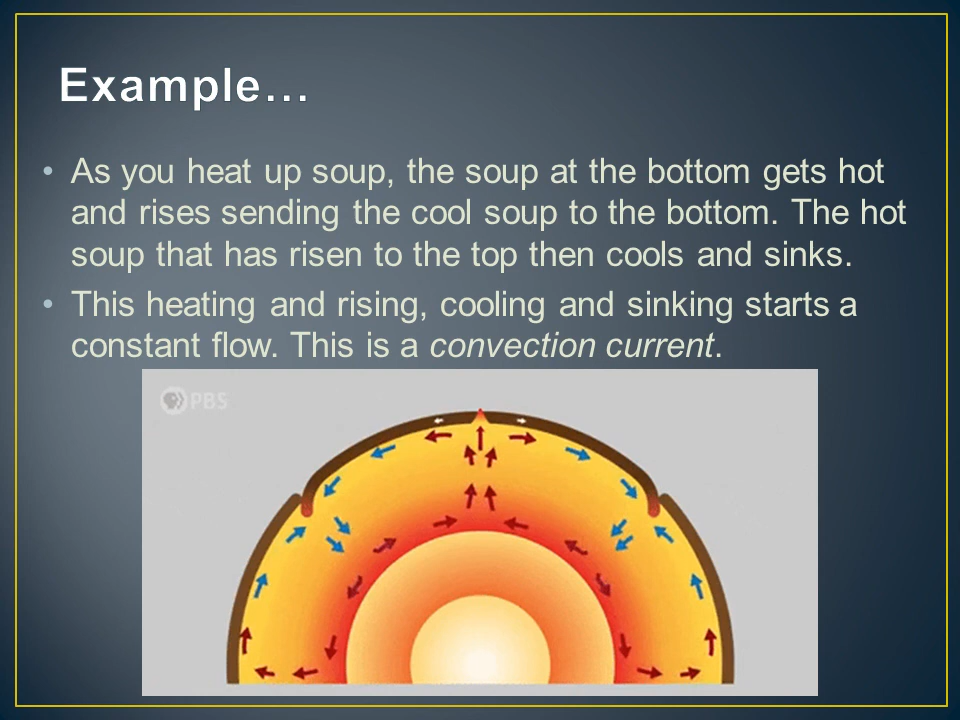 Example…
• As you heat up soup, the soup at the bottom gets hot
and rises sending the cool soup to the bottom. The hot
soup that has risen to the top then cools and sinks.
• This heating and rising, cooling and sinking starts a
constant flow. This is a convection current.
PBS